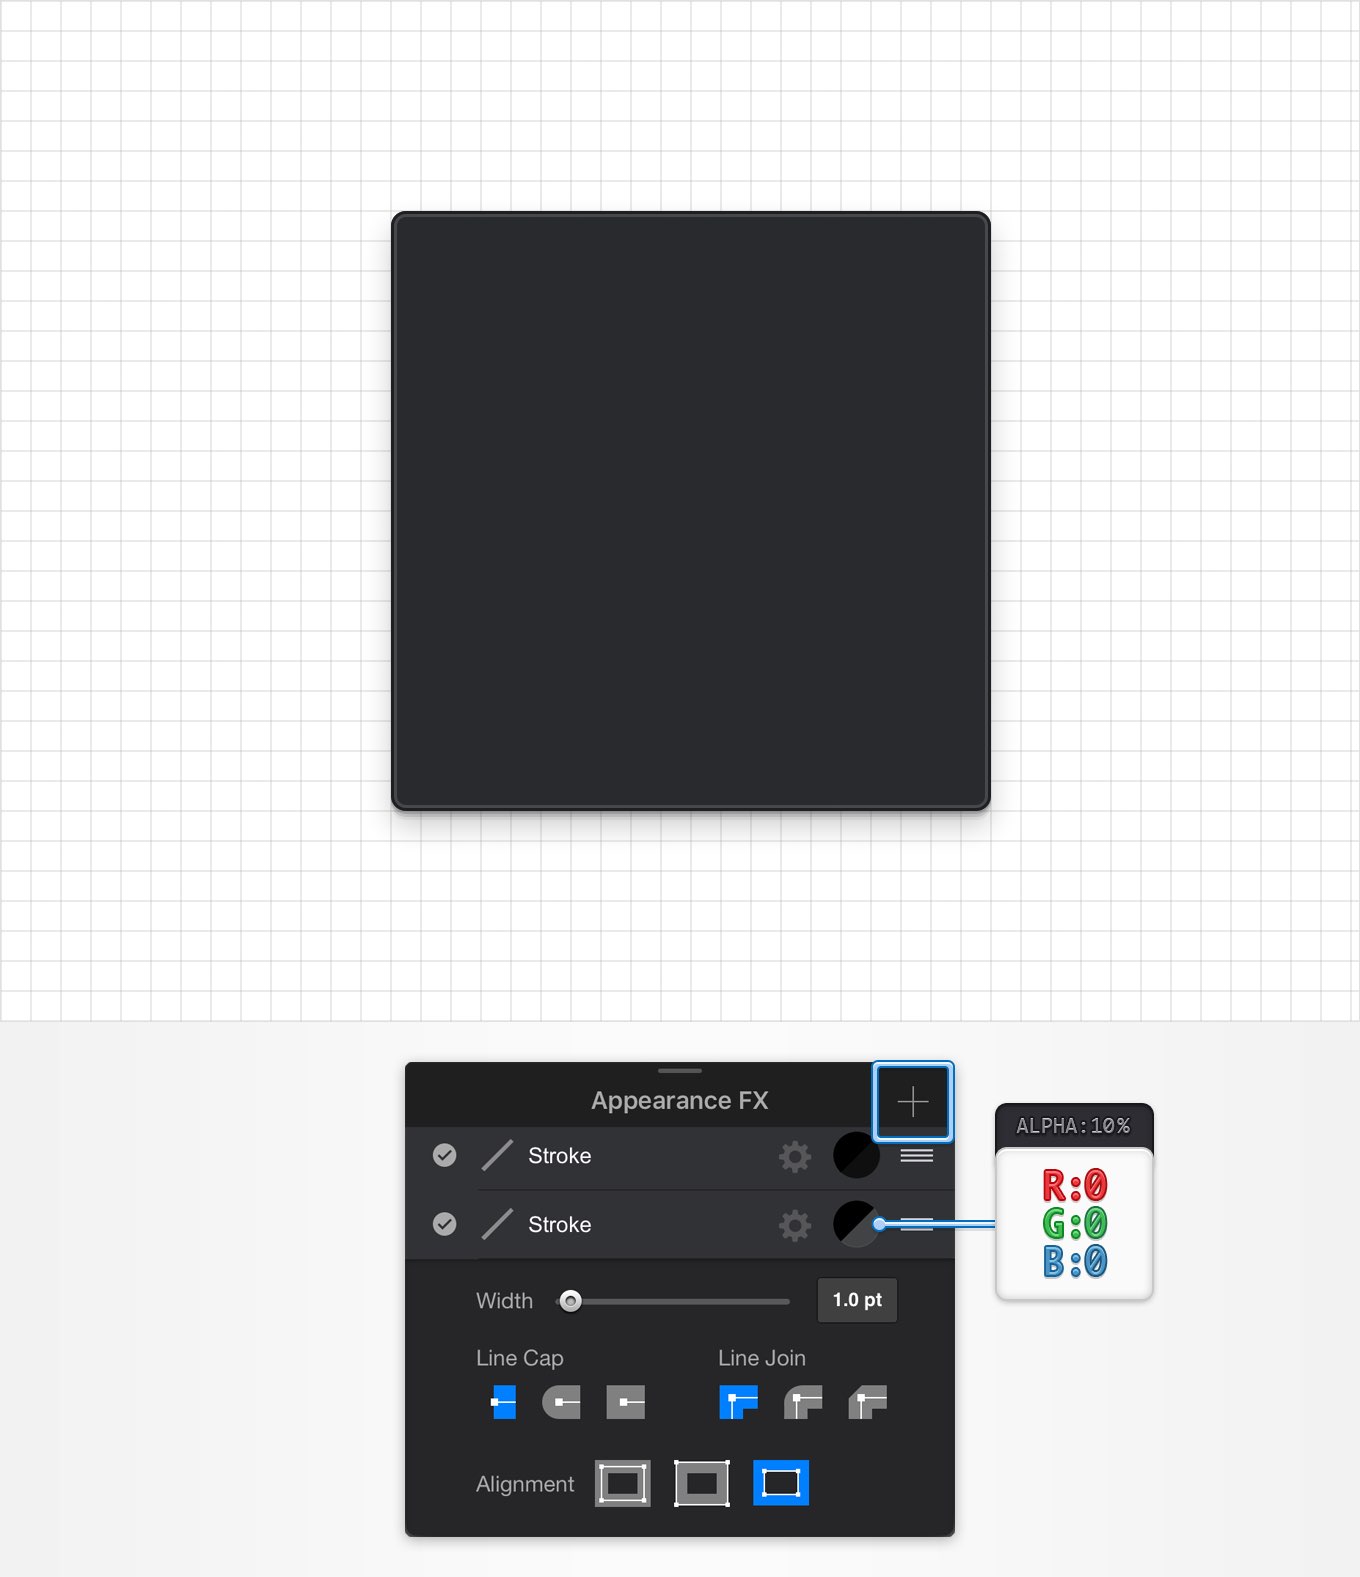 Appearance FX
ALPHA:10%
Stroke
R:0
G:0
B:0
Stroke
Width
1.0 pt
Line Cap
Line Join
Alignment